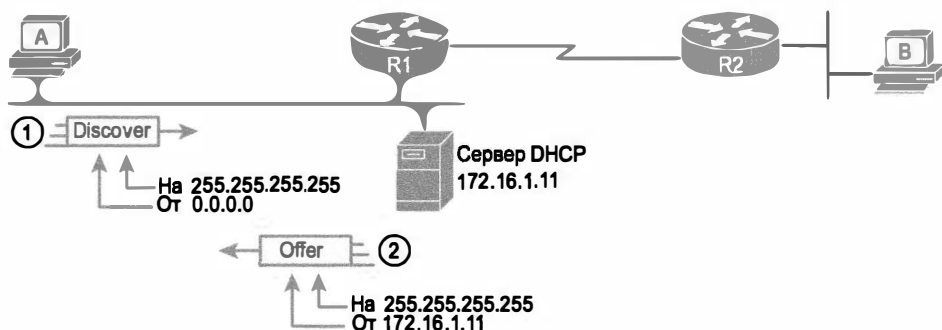 A
R1
R2
B
1
Discover
На 255.255.255.255
От 0.0.0.0
Сервер DHCP
172.16.1.11
Offer
2
На 255.255.255.255
От 172.16.1.11